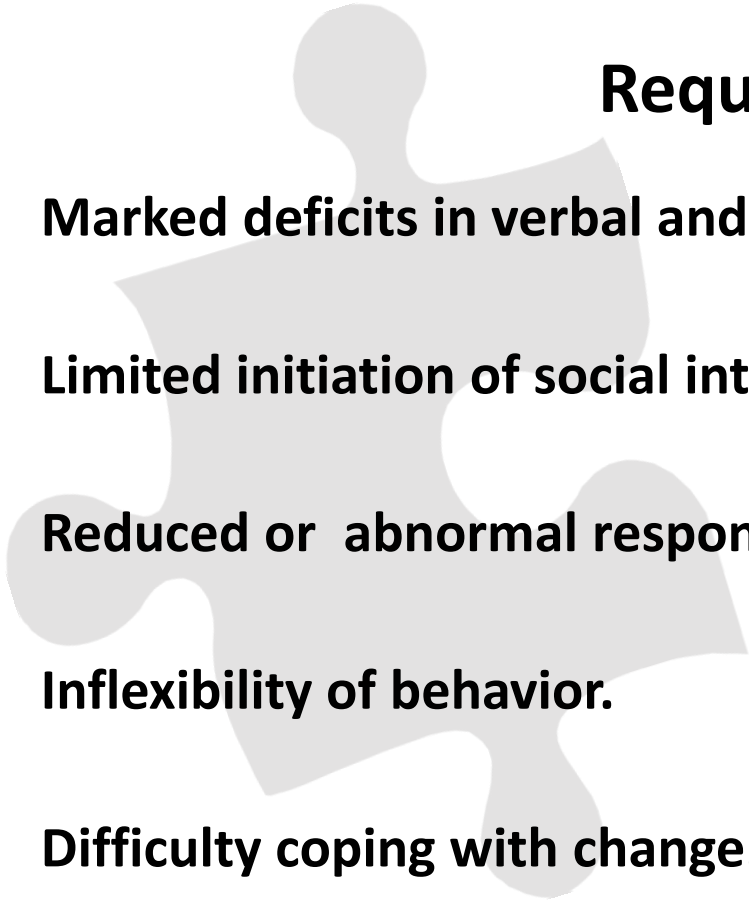 Requ
Marked deficits in verbal and
Limited initiation of social int
Reduced or  abnormal respon
Inflexibility of behavior.
Difficulty coping with change